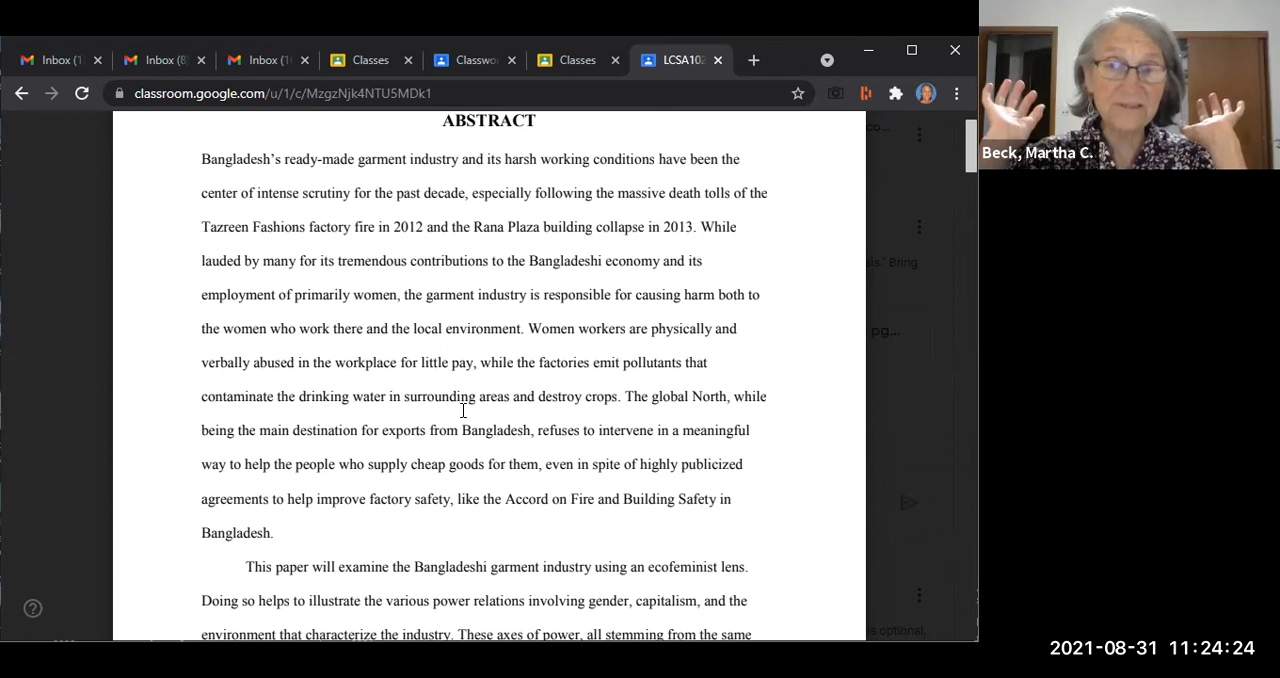 Inbox (1
Inbox (8
Inbox (1
Classes
Classwo
Classes
LCSA102
classroom.google.com/u/1/c/MzgzNjk4NTU5MDk1
Beck, Martha C.
ABSTRACT
Bangladesh’s ready-made garment industry and its harsh working conditions have been the
center of intense scrutiny for the past decade, especially following the massive death tolls of the
Tazreen Fashions factory fire in 2012 and the Rana Plaza building collapse in 2013. While
lauded by many for its tremendous contributions to the Bangladeshi economy and its
employment of primarily women, the garment industry is responsible for causing harm both to
the women who work there and the local environment. Women workers are physically and
verbally abused in the workplace for little pay, while the factories emit pollutants that
contaminate the drinking water in surrounding areas and destroy crops. The global North, while
being the main destination for exports from Bangladesh, refuses to intervene in a meaningful
way to help the people who supply cheap goods for them, even in spite of highly publicized
agreements to help improve factory safety, like the Accord on Fire and Building Safety in
Bangladesh.
This paper will examine the Bangladeshi garment industry using an ecofeminist lens.
Doing so helps to illustrate the various power relations involving gender, capitalism, and the
environment that characterize the industry. These axes of power, all stemming from the same
co...
sis.' Bring
pg...
is optional,
2021-08-31 11:24:24